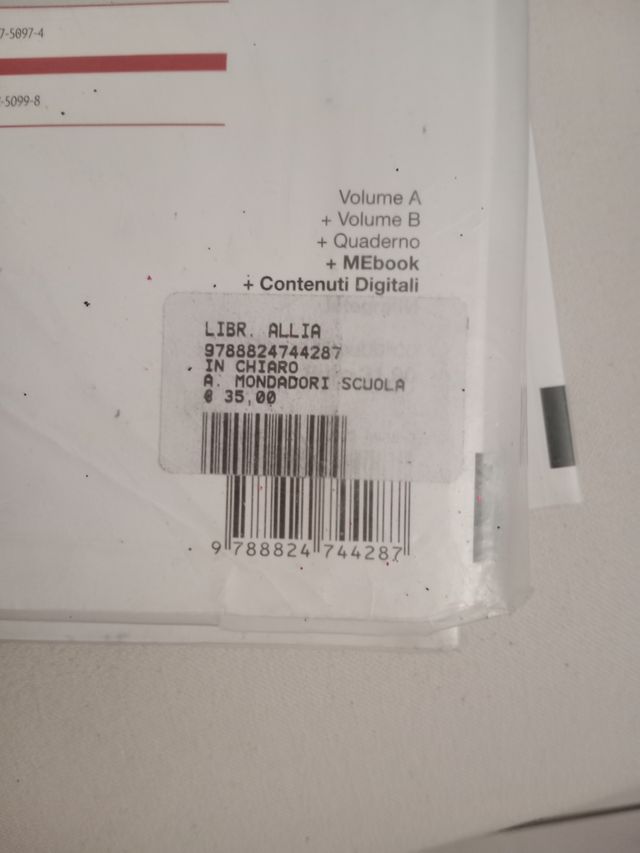 7-5097-4
-5099-8
Volume A
+ Volume B
+ Quaderno
+ MEbook
+ Contenuti Digitali
LIBR. ALLIA
9788824744287
IN CHIARO
A. MONDADORI SCUOLA
€ 35,00
9 788824 744287